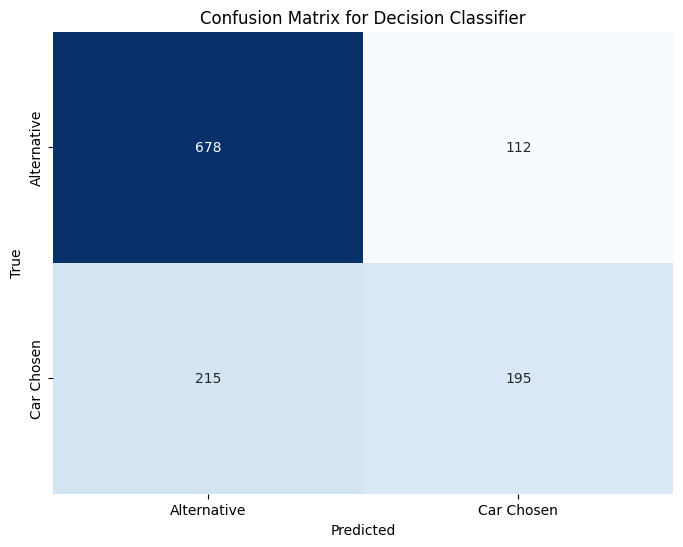 Confusion Matrix for Decision Classifier
Alternative
678
112
True
Car Chosen
215
195
Alternative
Car Chosen
Predicted